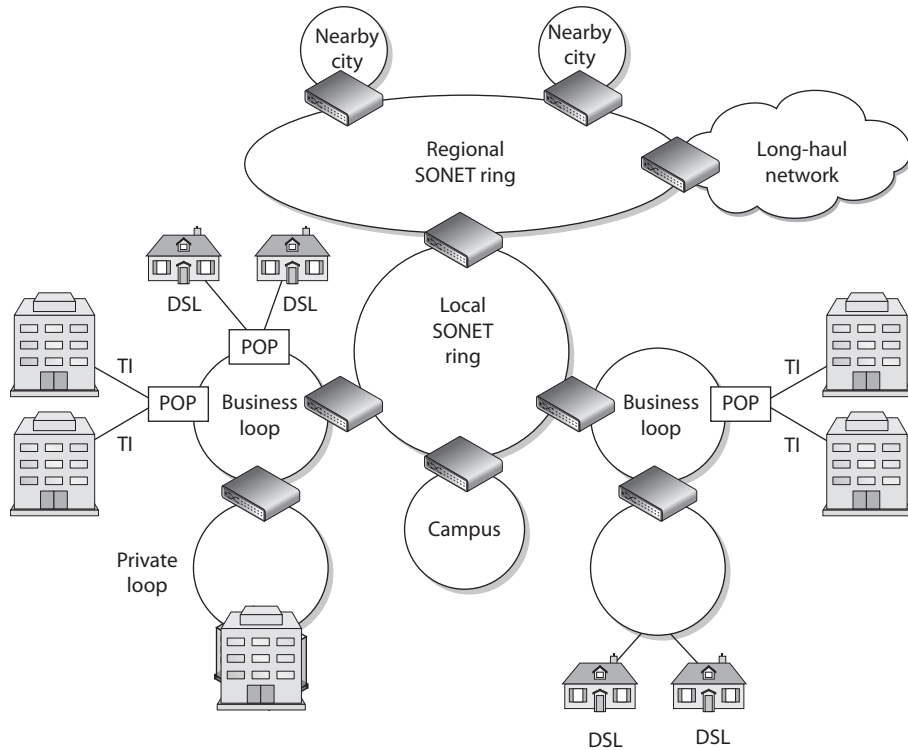 Nearby
city
Nearby
city
Regional
SONET ring
Long-haul
network
DSL
DSL
Local
SONET
ring
POP
TI
TI
POP
Business
loop
Business
loop
POP
TI
TI
Campus
Private
loop
DSL
DSL